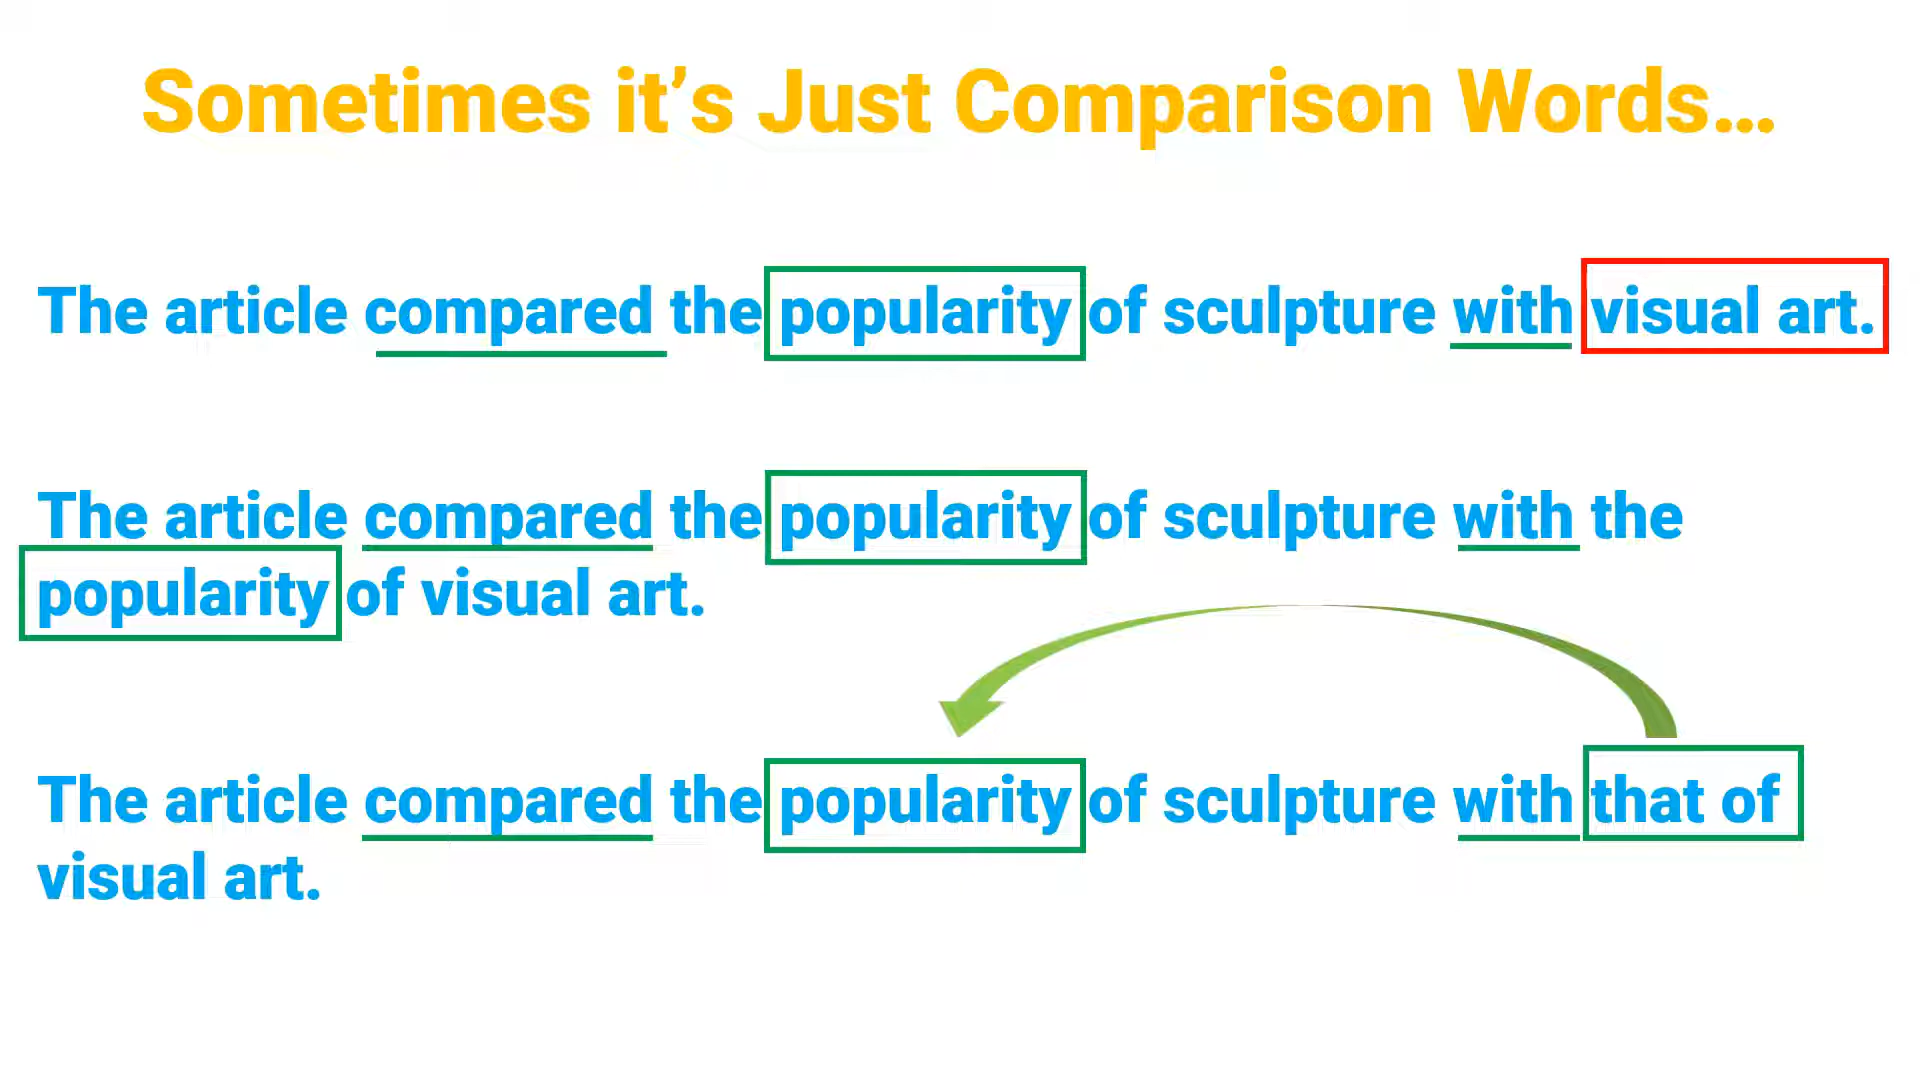 Sometimes it’s Just Comparison Words…
The article compared the popularity of sculpture with visual art.
The article compared the popularity of sculpture with the
popularity of visual art.
The article compared the popularity of sculpture with that of
visual art.